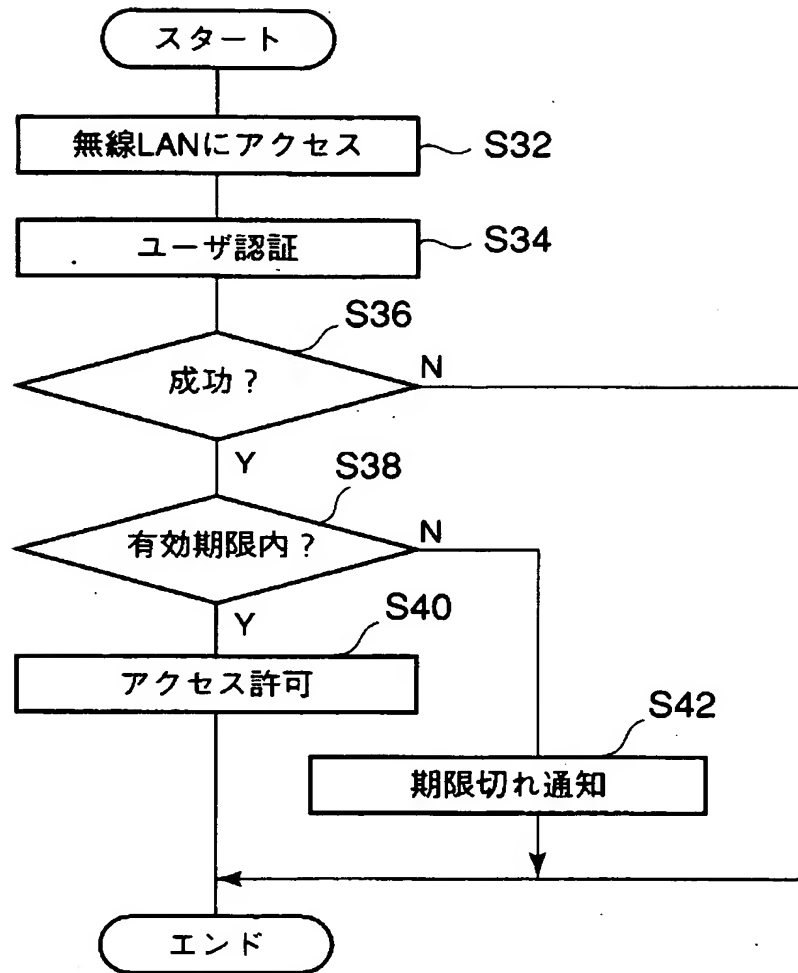 スタート
無線LANにアクセス
S32
ユーザ認証
S34
S36
成功？
N
Y
S38
有効期限内？
N
Y
S40
アクセス許可
S42
期限切れ通知
エンド